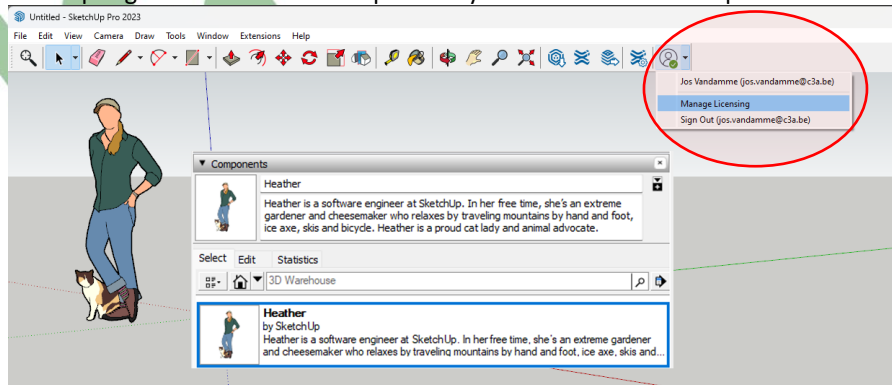 Untitled - SketchUp Pro 2023
File Edit View Camera Draw Tools Window Extensions Help
Jos Vandamme (jos.vandamme@c3a.be)
Manage Licensing
Sign Out (jos.vandamme@c3a.be)
Components
Heather
Heather is a software engineer at SketchUp. In her free time, she's an extreme
gardener and cheesemaker who relaxes by traveling mountains by hand and foot,
ice axe, skis and bicycle. Heather is a proud cat lady and animal advocate.
Select Edit Statistics
3D Warehouse
Heather
by SketchUp
Heather is a software engineer at SketchUp. In her free time, she's an extreme gardener
and cheesemaker who relaxes by traveling mountains by hand and foot, ice axe, skis and...